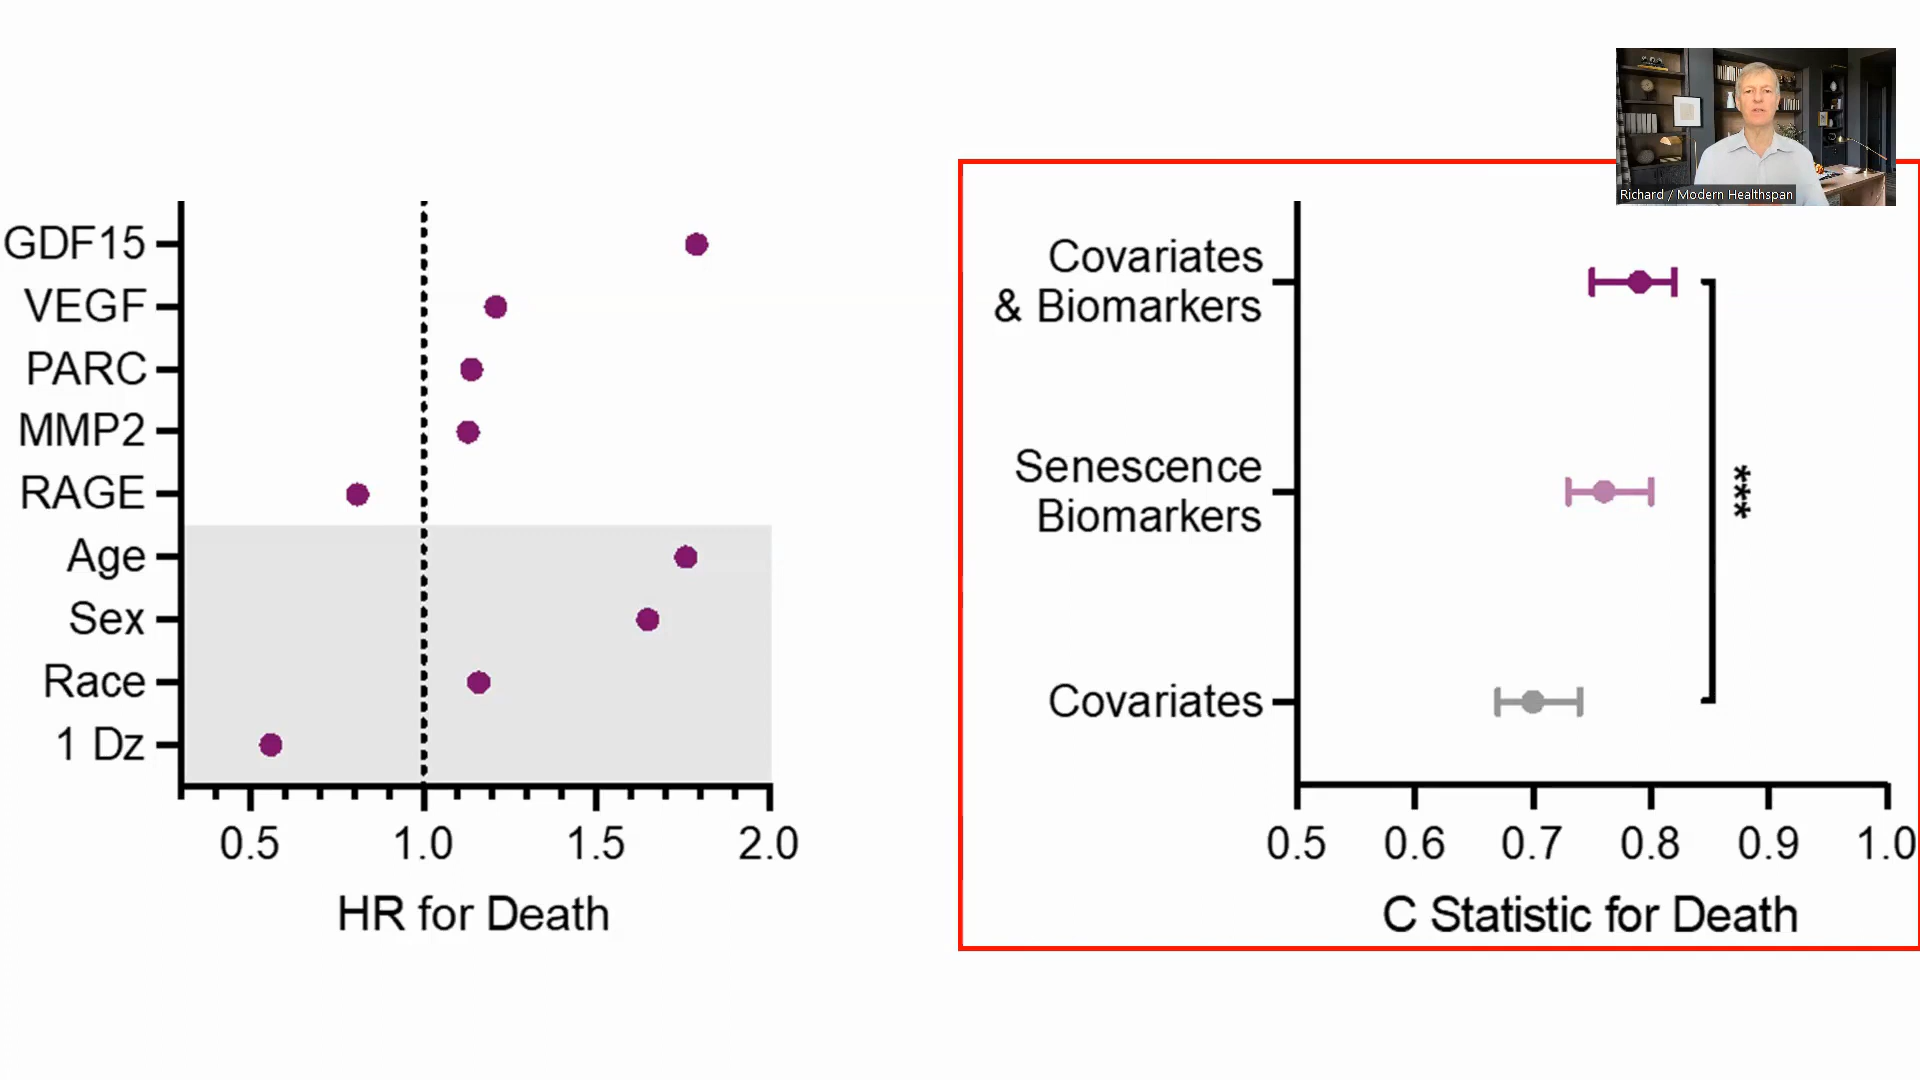 Richard / Modern Healthspan
GDF15
VEGF
PARC
MMP2
RAGE
Age
Sex
Race
1 Dz
0.5 1.0 1.5 2.0
HR for Death
Covariates
& Biomarkers
Senescence
Biomarkers
Covariates
***
0.5 0.6 0.7 0.8 0.9 1.0
C Statistic for Death